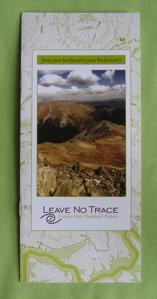 from your backyard to your backcountry
LEAVE NO TRACE
Center for Outdoor Ethics